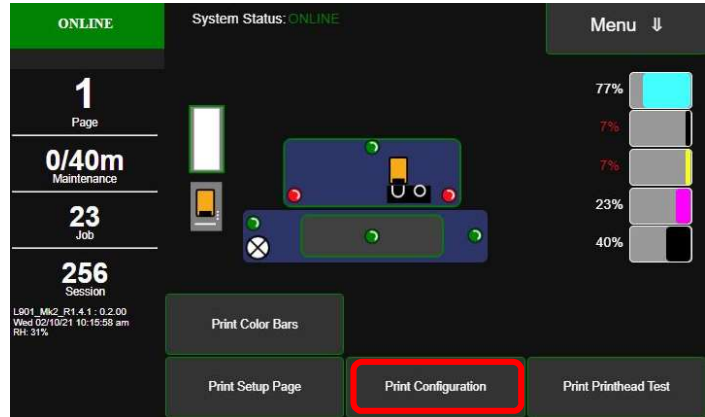 ONLINE
System Status: ONLINE
Menu ⇓
1
Page
0/40m
Maintenance
23
Job
256
Session
L901_Mk2_R1.4.1 : 0.2.00
Wed 02/10/21 10:15:58 am
RH: 31%
77%
7%
7%
23%
40%
Print Color Bars
Print Setup Page
Print Configuration
Print Printhead Test